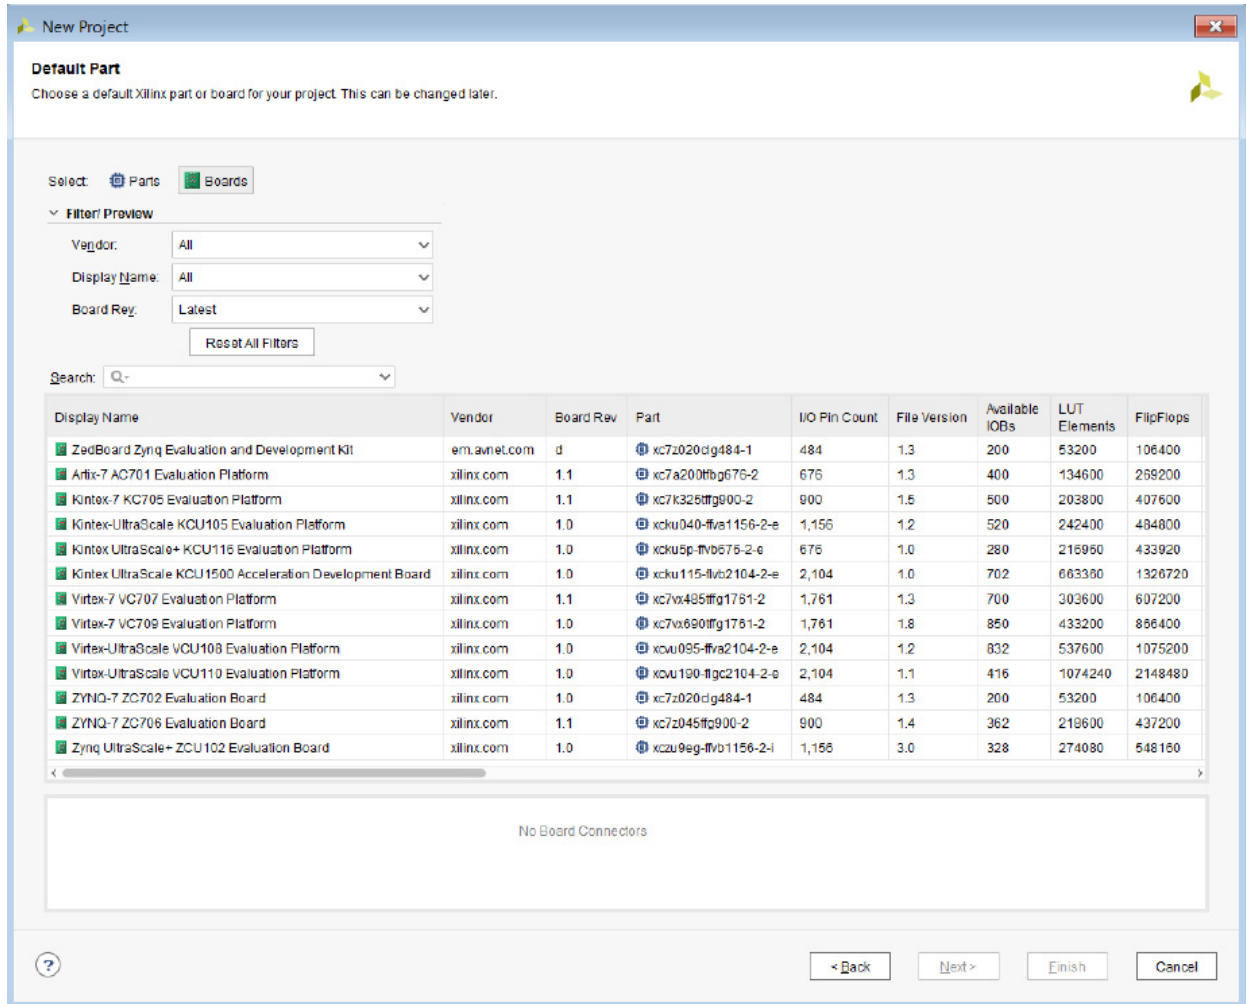 New Project
Default Part
Choose a default Xilinx part or board for your project. This can be changed later.
Select: Parts Boards
Filter/ Preview
Vendor: All
Display Name: All
Board Rev: Latest
Reset All Filters
Search: Q-
Display Name Vendor Board Rev Part I/O Pin Count File Version Available IOBs LUT Elements FlipFlops
ZedBoard Zynq Evaluation and Development Kit em.avnet.com d xc7z020clg484-1 484 1.3 200 53200 106400
Artix-7 AC701 Evaluation Platform xilinx.com 1.1 xc7a200tfbg676-2 676 1.3 400 134600 269200
Kintex-7 KC705 Evaluation Platform xilinx.com 1.1 xc7k325tffg900-2 900 1.5 500 203800 407600
Kintex-UltraScale KCU105 Evaluation Platform xilinx.com 1.0 xcku040-ffva1156-2-e 1,156 1.2 520 242400 484800
Kintex UltraScale+ KCU116 Evaluation Platform xilinx.com 1.0 xcku5p-ffvb676-2-e 676 1.0 280 216960 433920
Kintex UltraScale KCU1500 Acceleration Development Board xilinx.com 1.0 xcku115-flvb2104-2-e 2,104 1.0 702 663360 1326720
Virtex-7 VC707 Evaluation Platform xilinx.com 1.1 xc7vx485tffg1761-2 1,761 1.3 700 303600 607200
Virtex-7 VC709 Evaluation Platform xilinx.com 1.0 xc7vx690tffg1761-2 1,761 1.8 850 433200 866400
Virtex-UltraScale VCU108 Evaluation Platform xilinx.com 1.0 xcvu095-ffva2104-2-e 2,104 1.2 832 537600 1075200
Virtex-UltraScale VCU110 Evaluation Platform xilinx.com 1.0 xcvu190-flgc2104-2-e 2,104 1.1 416 1074240 2148480
ZYNQ-7 ZC702 Evaluation Board xilinx.com 1.0 xc7z020clg484-1 484 1.3 200 53200 106400
ZYNQ-7 ZC706 Evaluation Board xilinx.com 1.1 xc7z045ffg900-2 900 1.4 362 218600 437200
Zynq UltraScale+ ZCU102 Evaluation Board xilinx.com 1.0 xczu9eg-ffvb1156-2-i 1,156 3.0 328 274080 548160
No Board Connectors
? < Back Next > Finish Cancel